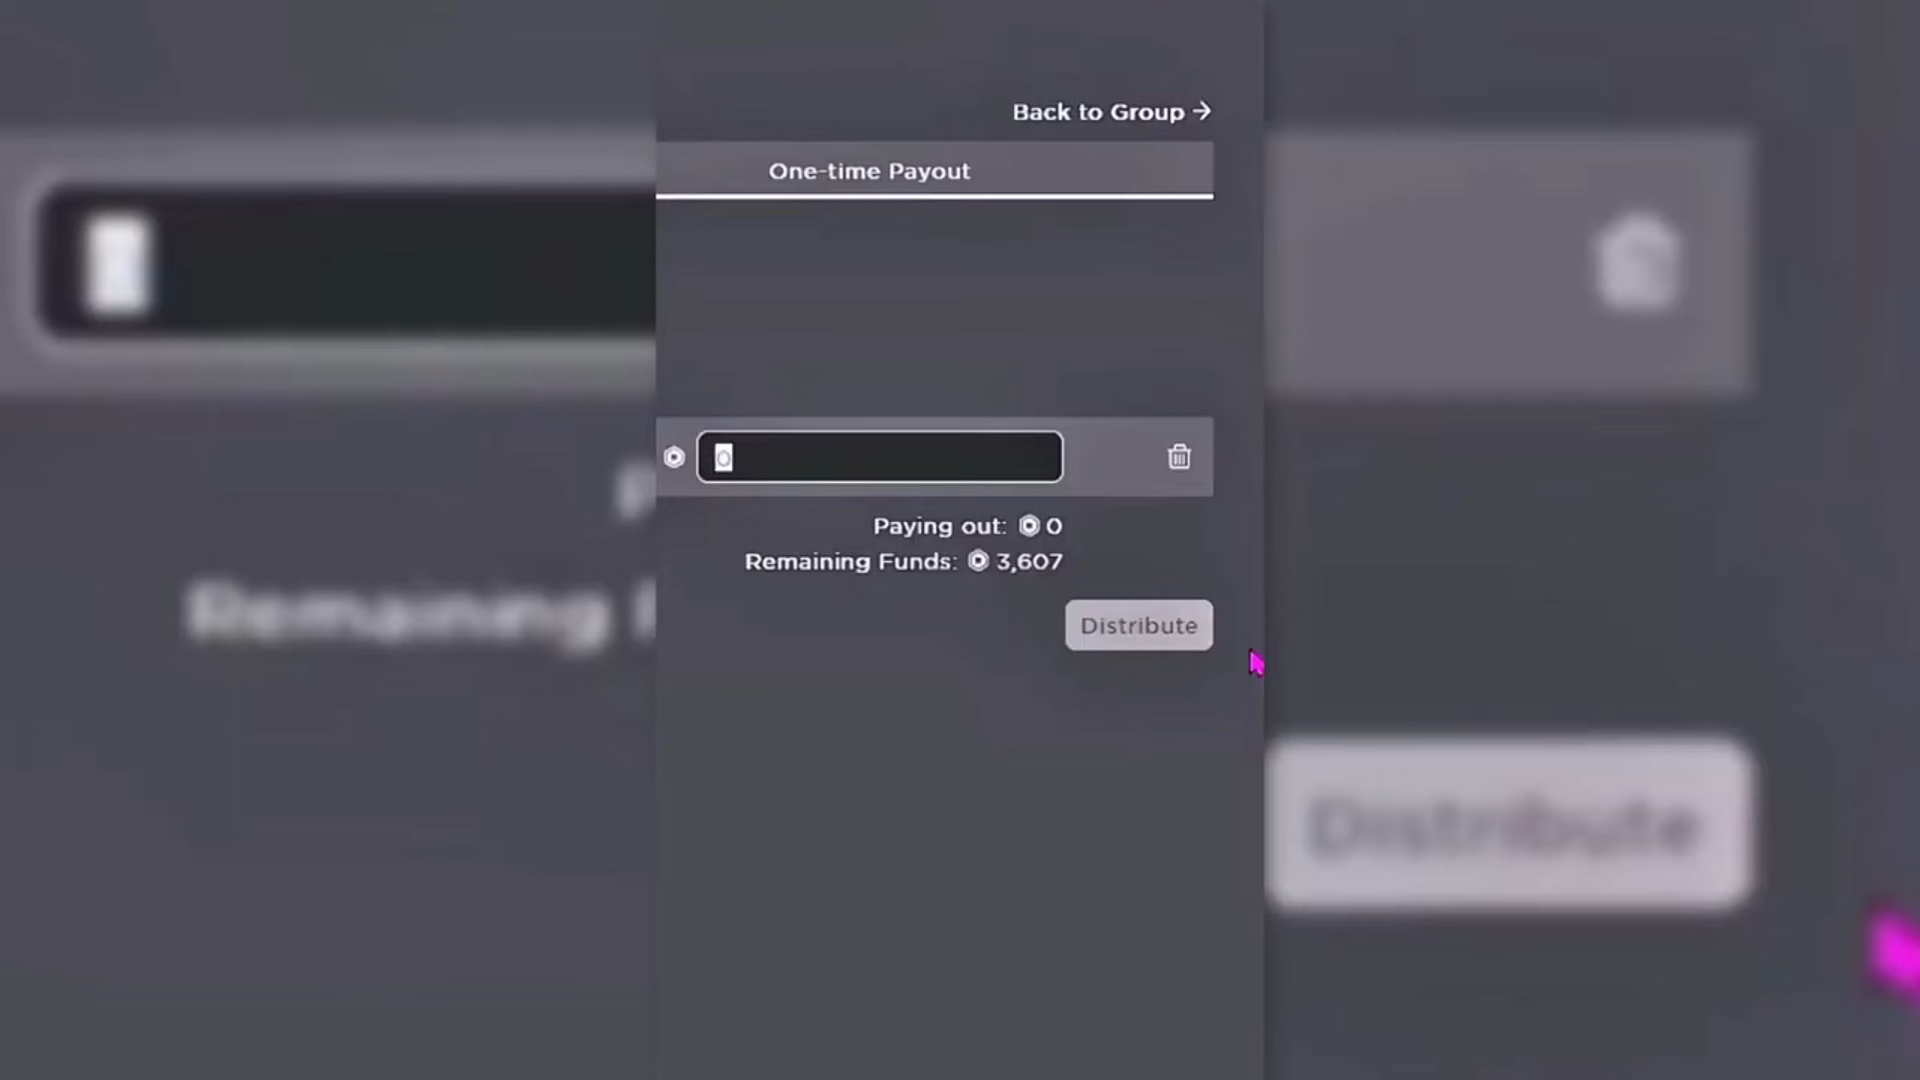 Back to Group →
One-time Payout
0
Paying out: 0
Remaining Funds: 3,607
Distribute
Remaining
Distribute